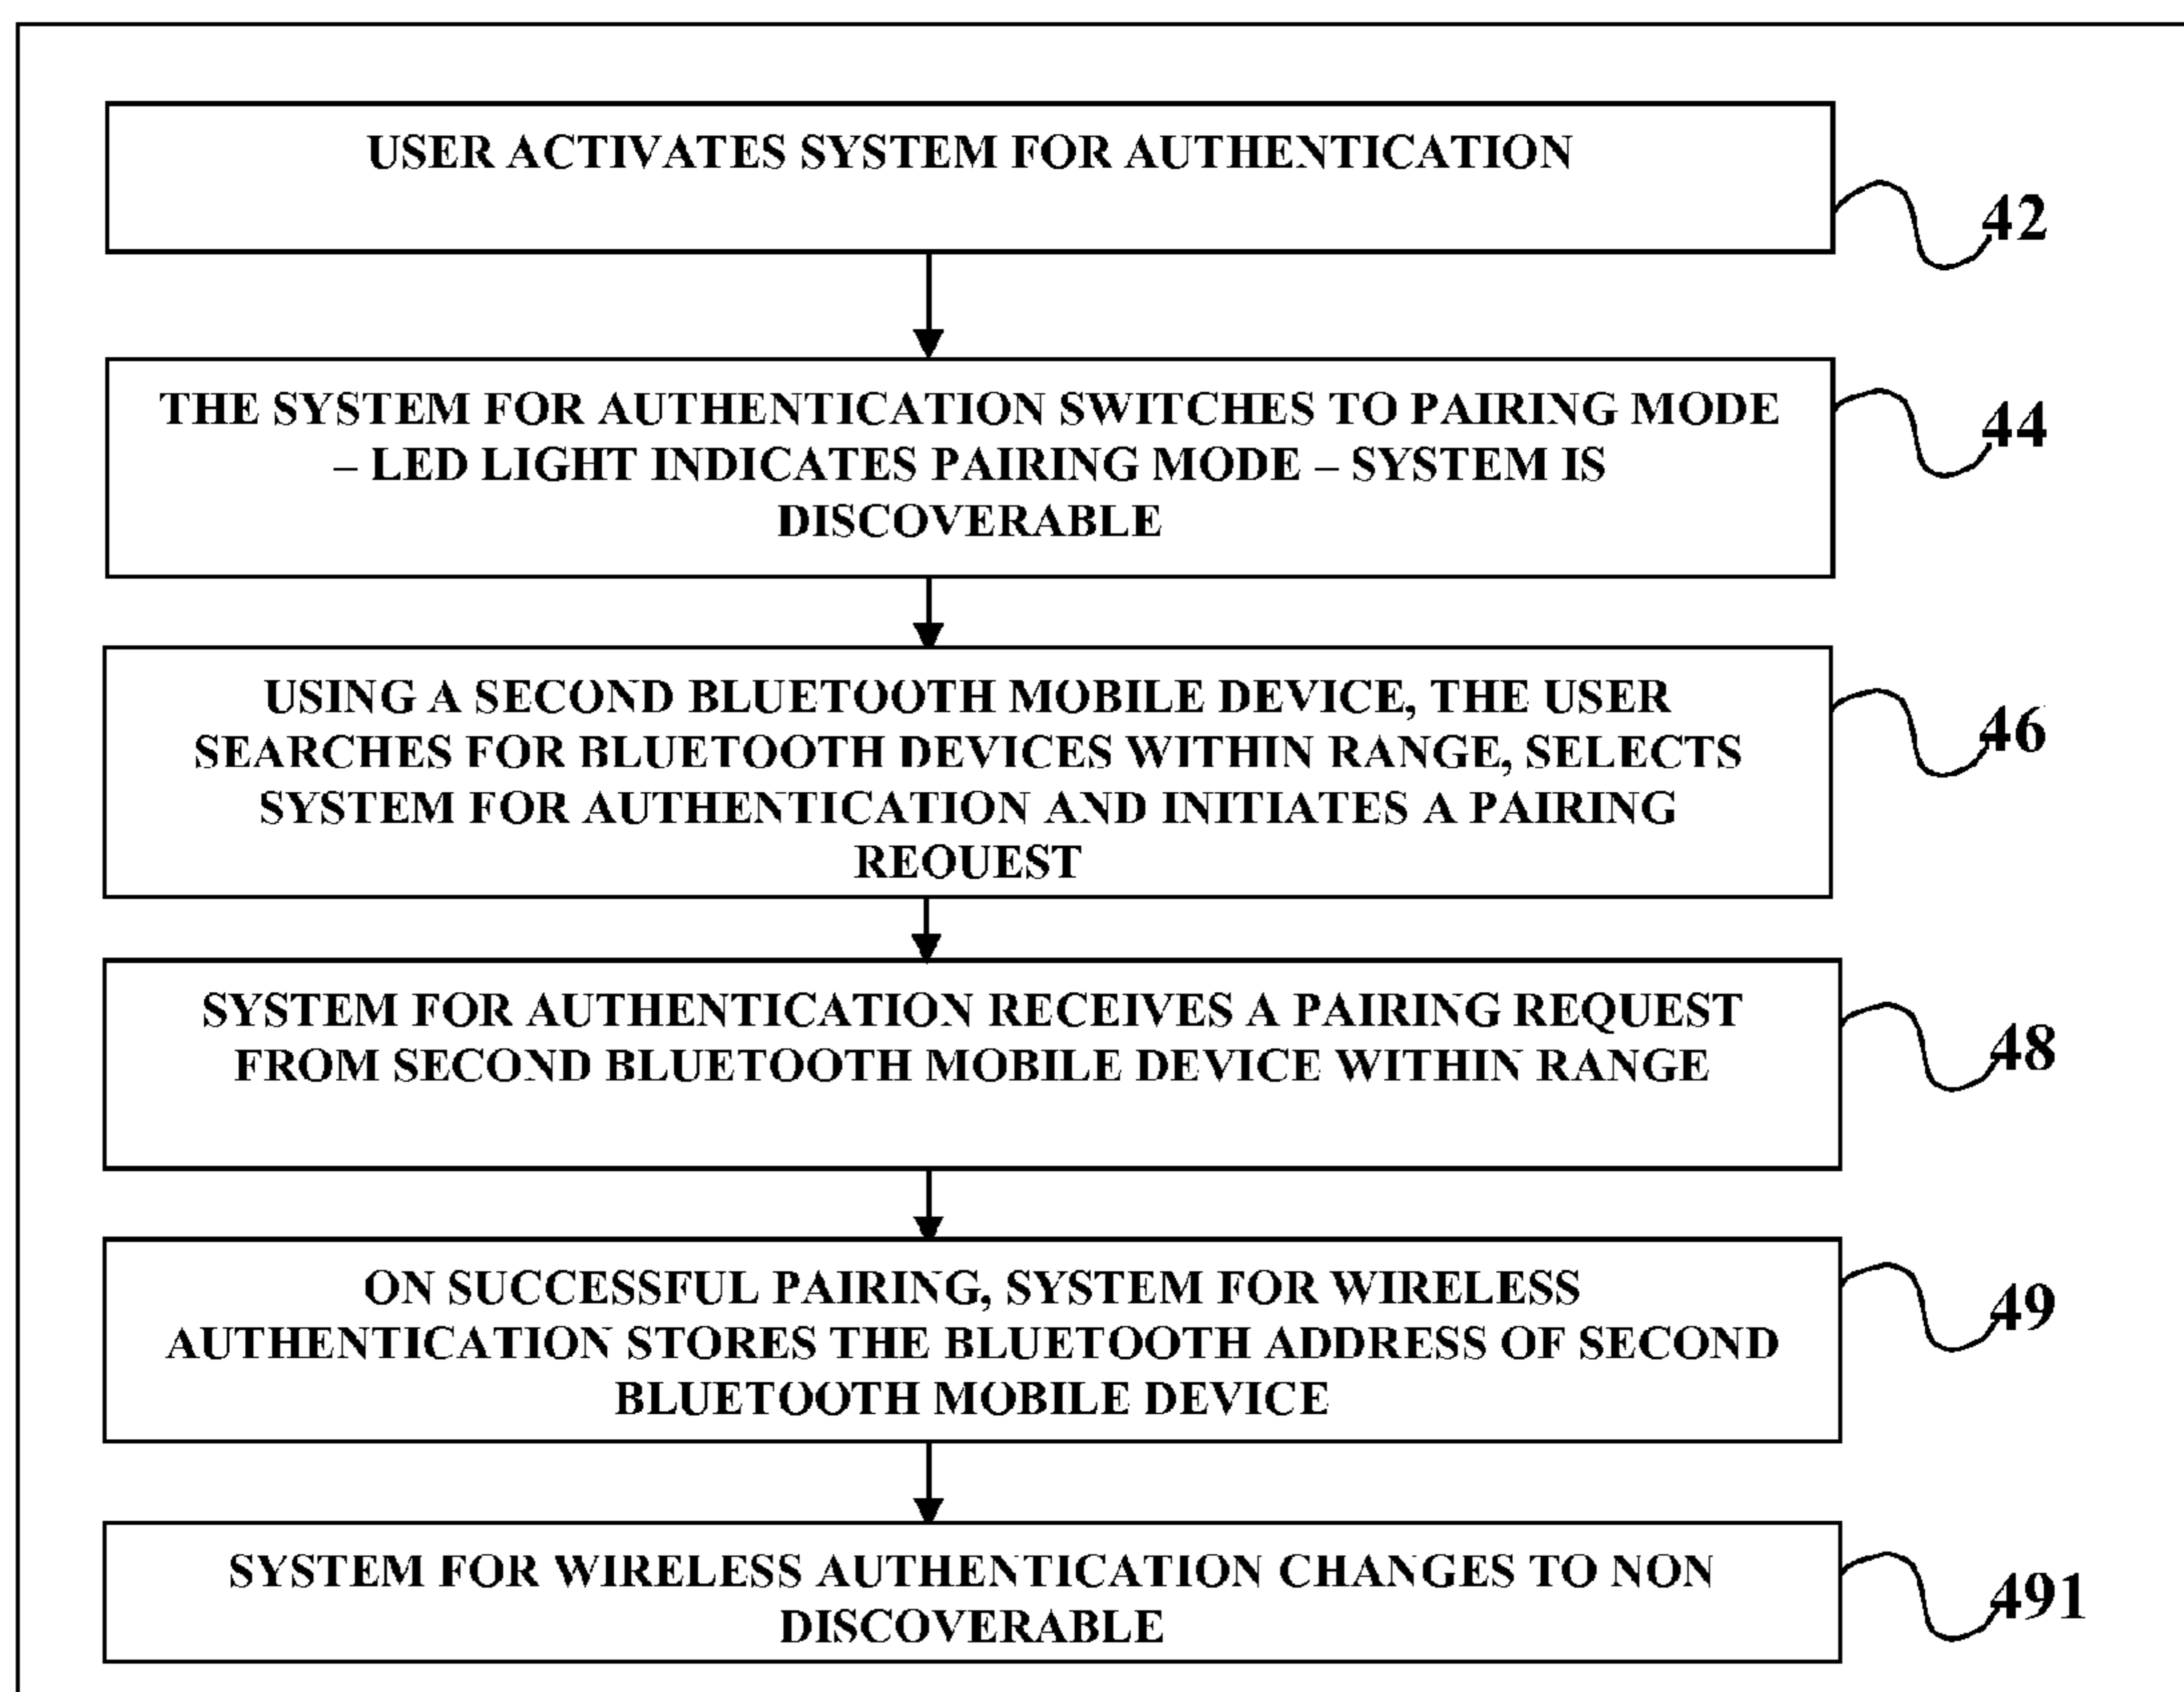 USER ACTIVATES SYSTEM FOR AUTHENTICATION
42
THE SYSTEM FOR AUTHENTICATION SWITCHES TO PAIRING MODE
– LED LIGHT INDICATES PAIRING MODE – SYSTEM IS
DISCOVERABLE
44
USING A SECOND BLUETOOTH MOBILE DEVICE, THE USER
SEARCHES FOR BLUETOOTH DEVICES WITHIN RANGE, SELECTS
SYSTEM FOR AUTHENTICATION AND INITIATES A PAIRING
REQUEST
46
SYSTEM FOR AUTHENTICATION RECEIVES A PAIRING REQUEST
FROM SECOND BLUETOOTH MOBILE DEVICE WITHIN RANGE
48
ON SUCCESSFUL PAIRING, SYSTEM FOR WIRELESS
AUTHENTICATION STORES THE BLUETOOTH ADDRESS OF SECOND
BLUETOOTH MOBILE DEVICE
49
SYSTEM FOR WIRELESS AUTHENTICATION CHANGES TO NON
DISCOVERABLE
491